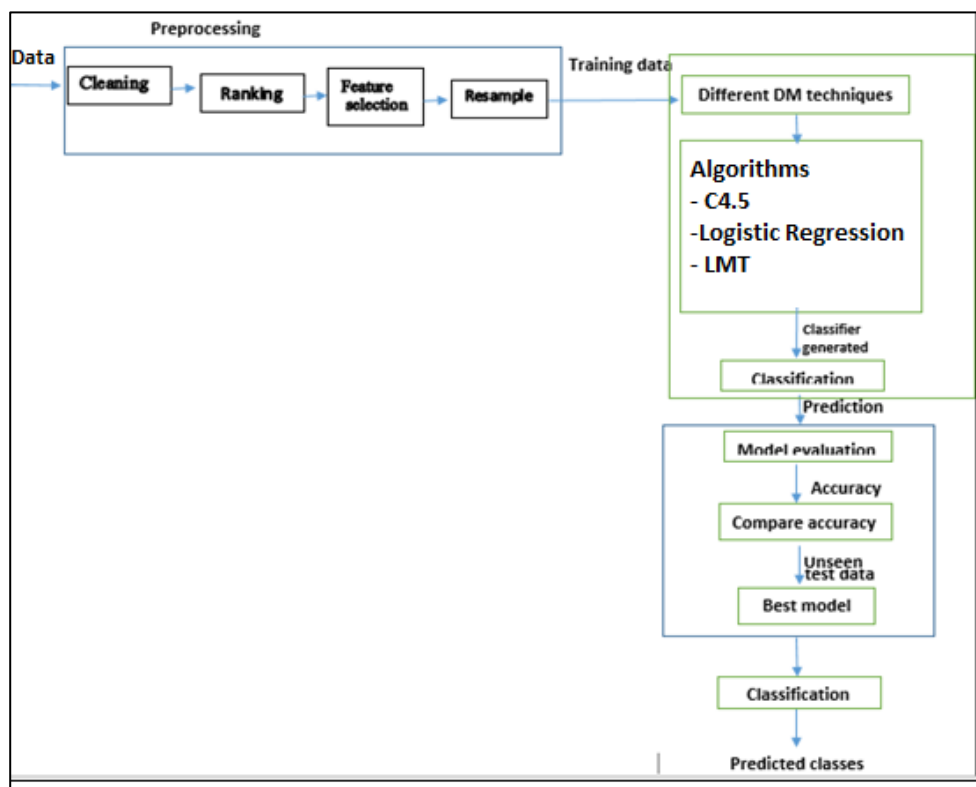 Preprocessing
Data
Cleaning
Ranking
Feature
selection
Resample
Training data
Different DM techniques
Algorithms
- C4.5
-Logistic Regression
- LMT
Classifier
generated
Classification
Prediction
Model evaluation
Accuracy
Compare accuracy
Unseen
test data
Best model
Classification
Predicted classes